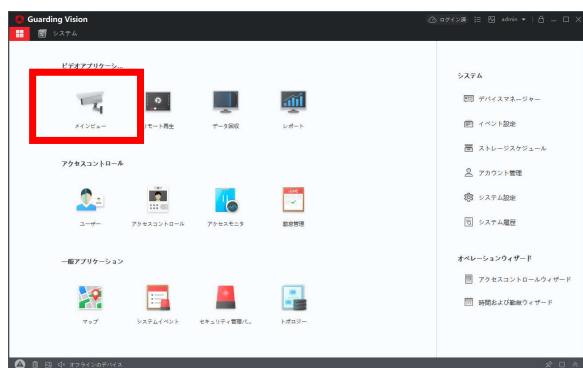 Guarding Vision
ログイン済 admin
システム
ビデオアプリケーシ...
メインビュー
リモート再生
データ回収
レポート
アクセスコントロール
ユーザー
アクセスコントロール
アクセスモニタ
勤怠管理
一般アプリケーション
マップ
システムイベント
セキュリティ管理パ...
トポロジー
システム
デバイスマネージャー
イベント設定
ストレージスケジュール
アカウント管理
システム設定
システム履歴
オペレーションウィザード
アクセスコントロールウィザード
時間および勤怠ウィザード
オフラインのデバイス